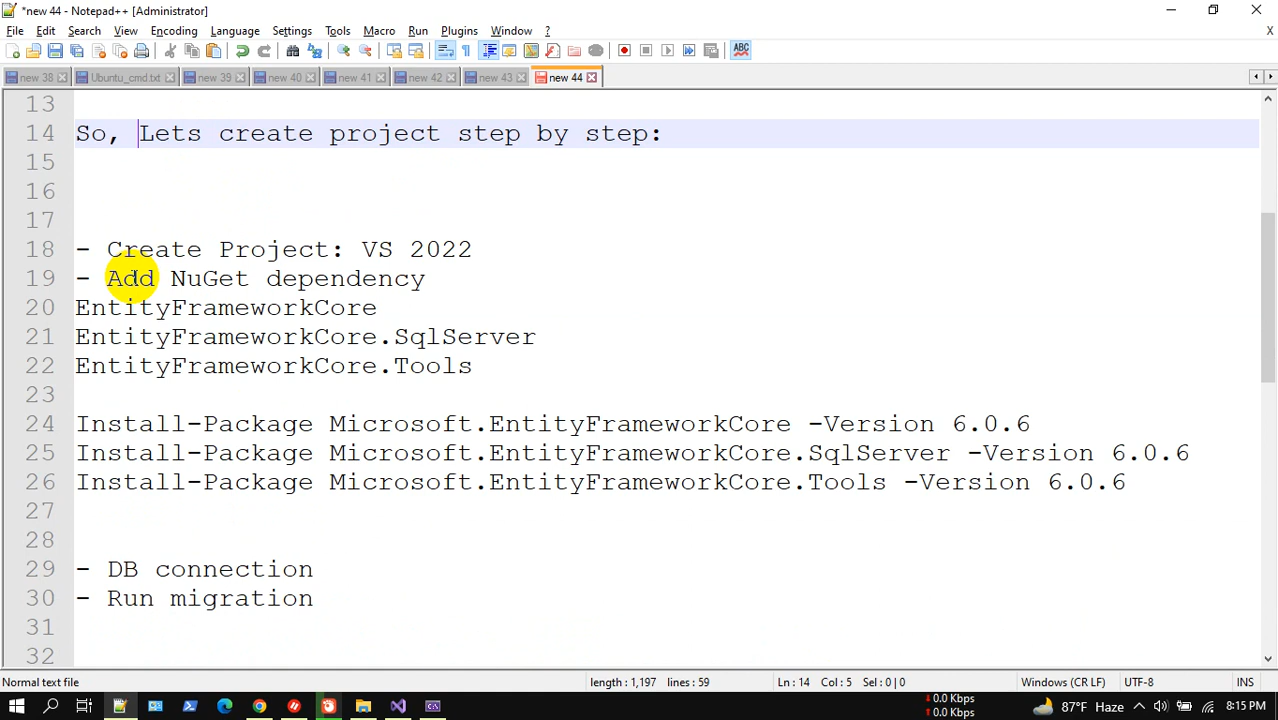 *new 44 - Notepad++ [Administrator]
File Edit Search View Encoding Language Settings Tools Macro Run Plugins Window ?
X
ABC
new 38 Ubuntu_cmd.txt new 39 new 40 new 41 new 42 new 43 new 44
13
14 So, Lets create project step by step:
15
16
17
18 - Create Project: VS 2022
19 - Add NuGet dependency
20 EntityFrameworkCore
21 EntityFrameworkCore.SqlServer
22 EntityFrameworkCore.Tools
23
24 Install-Package Microsoft.EntityFrameworkCore -Version 6.0.6
25 Install-Package Microsoft.EntityFrameworkCore.SqlServer -Version 6.0.6
26 Install-Package Microsoft.EntityFrameworkCore.Tools -Version 6.0.6
27
28
29 - DB connection
30 - Run migration
31
32
Normal text file length : 1,197 lines : 59 Ln : 14 Col : 5 Sel : 0 | 0 Windows (CR LF) UTF-8 INS
0.0 Kbps
0.0 Kbps
87°F Haze 8:15 PM